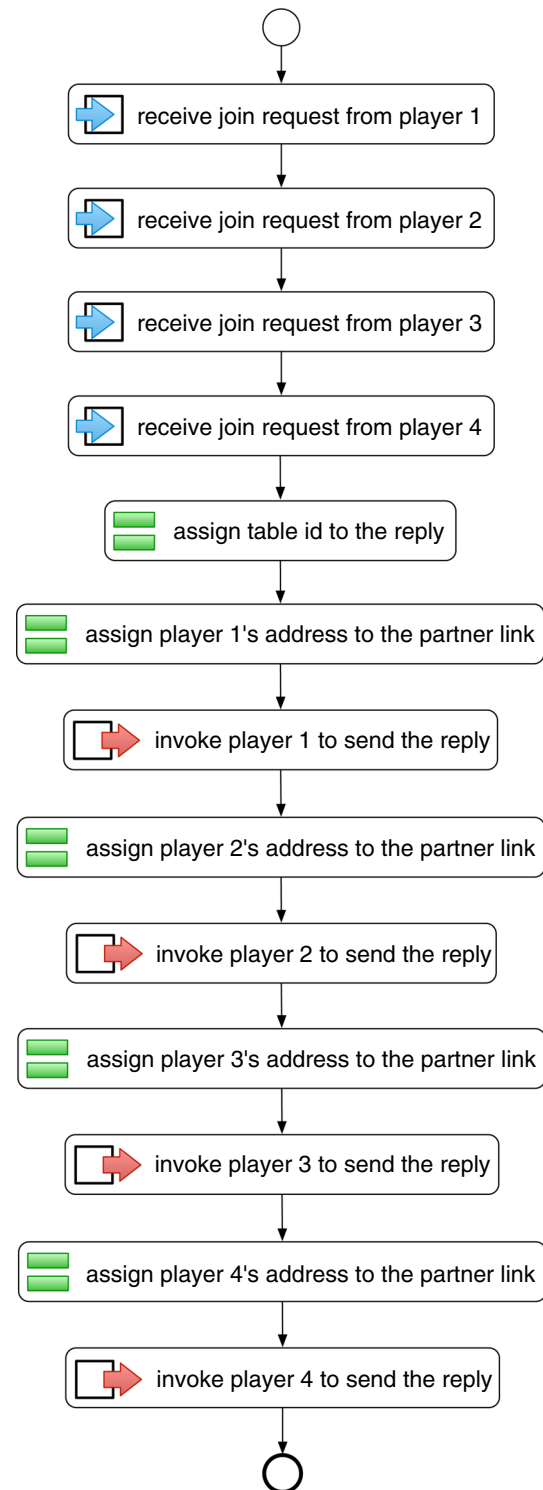 receive join request from player 1
receive join request from player 2
receive join request from player 3
receive join request from player 4
assign table id to the reply
assign player 1's address to the partner link
invoke player 1 to send the reply
assign player 2's address to the partner link
invoke player 2 to send the reply
assign player 3's address to the partner link
invoke player 3 to send the reply
assign player 4's address to the partner link
invoke player 4 to send the reply